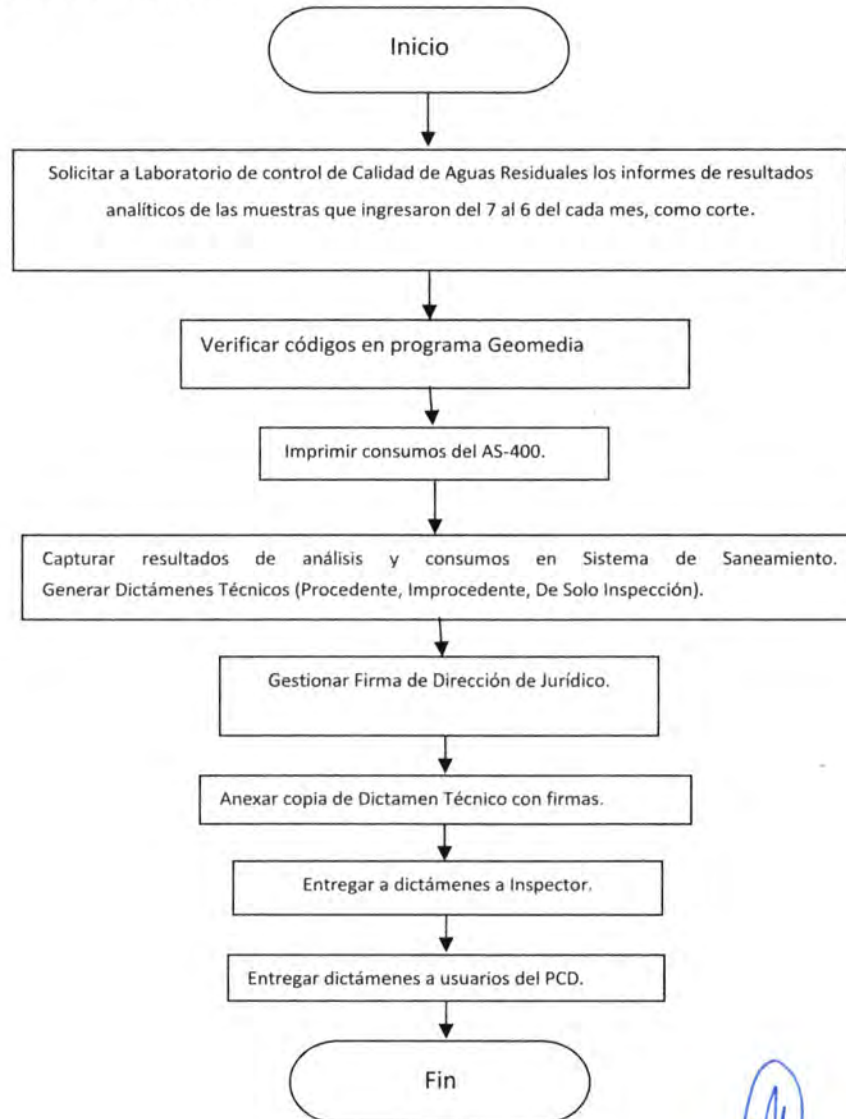 Inicio
Solicitar a Laboratorio de control de Calidad de Aguas Residuales los informes de resultados
analíticos de las muestras que ingresaron del 7 al 6 del cada mes, como corte.
Verificar códigos en programa Geomedia
Imprimir consumos del AS-400.
Capturar resultados de análisis y consumos en Sistema de Saneamiento.
Generar Dictámenes Técnicos (Procedente, Improcedente, De Solo Inspección).
Gestionar Firma de Dirección de Jurídico.
Anexar copia de Dictamen Técnico con firmas.
Entregar a dictámenes a Inspector.
Entregar dictámenes a usuarios del PCD.
Fin